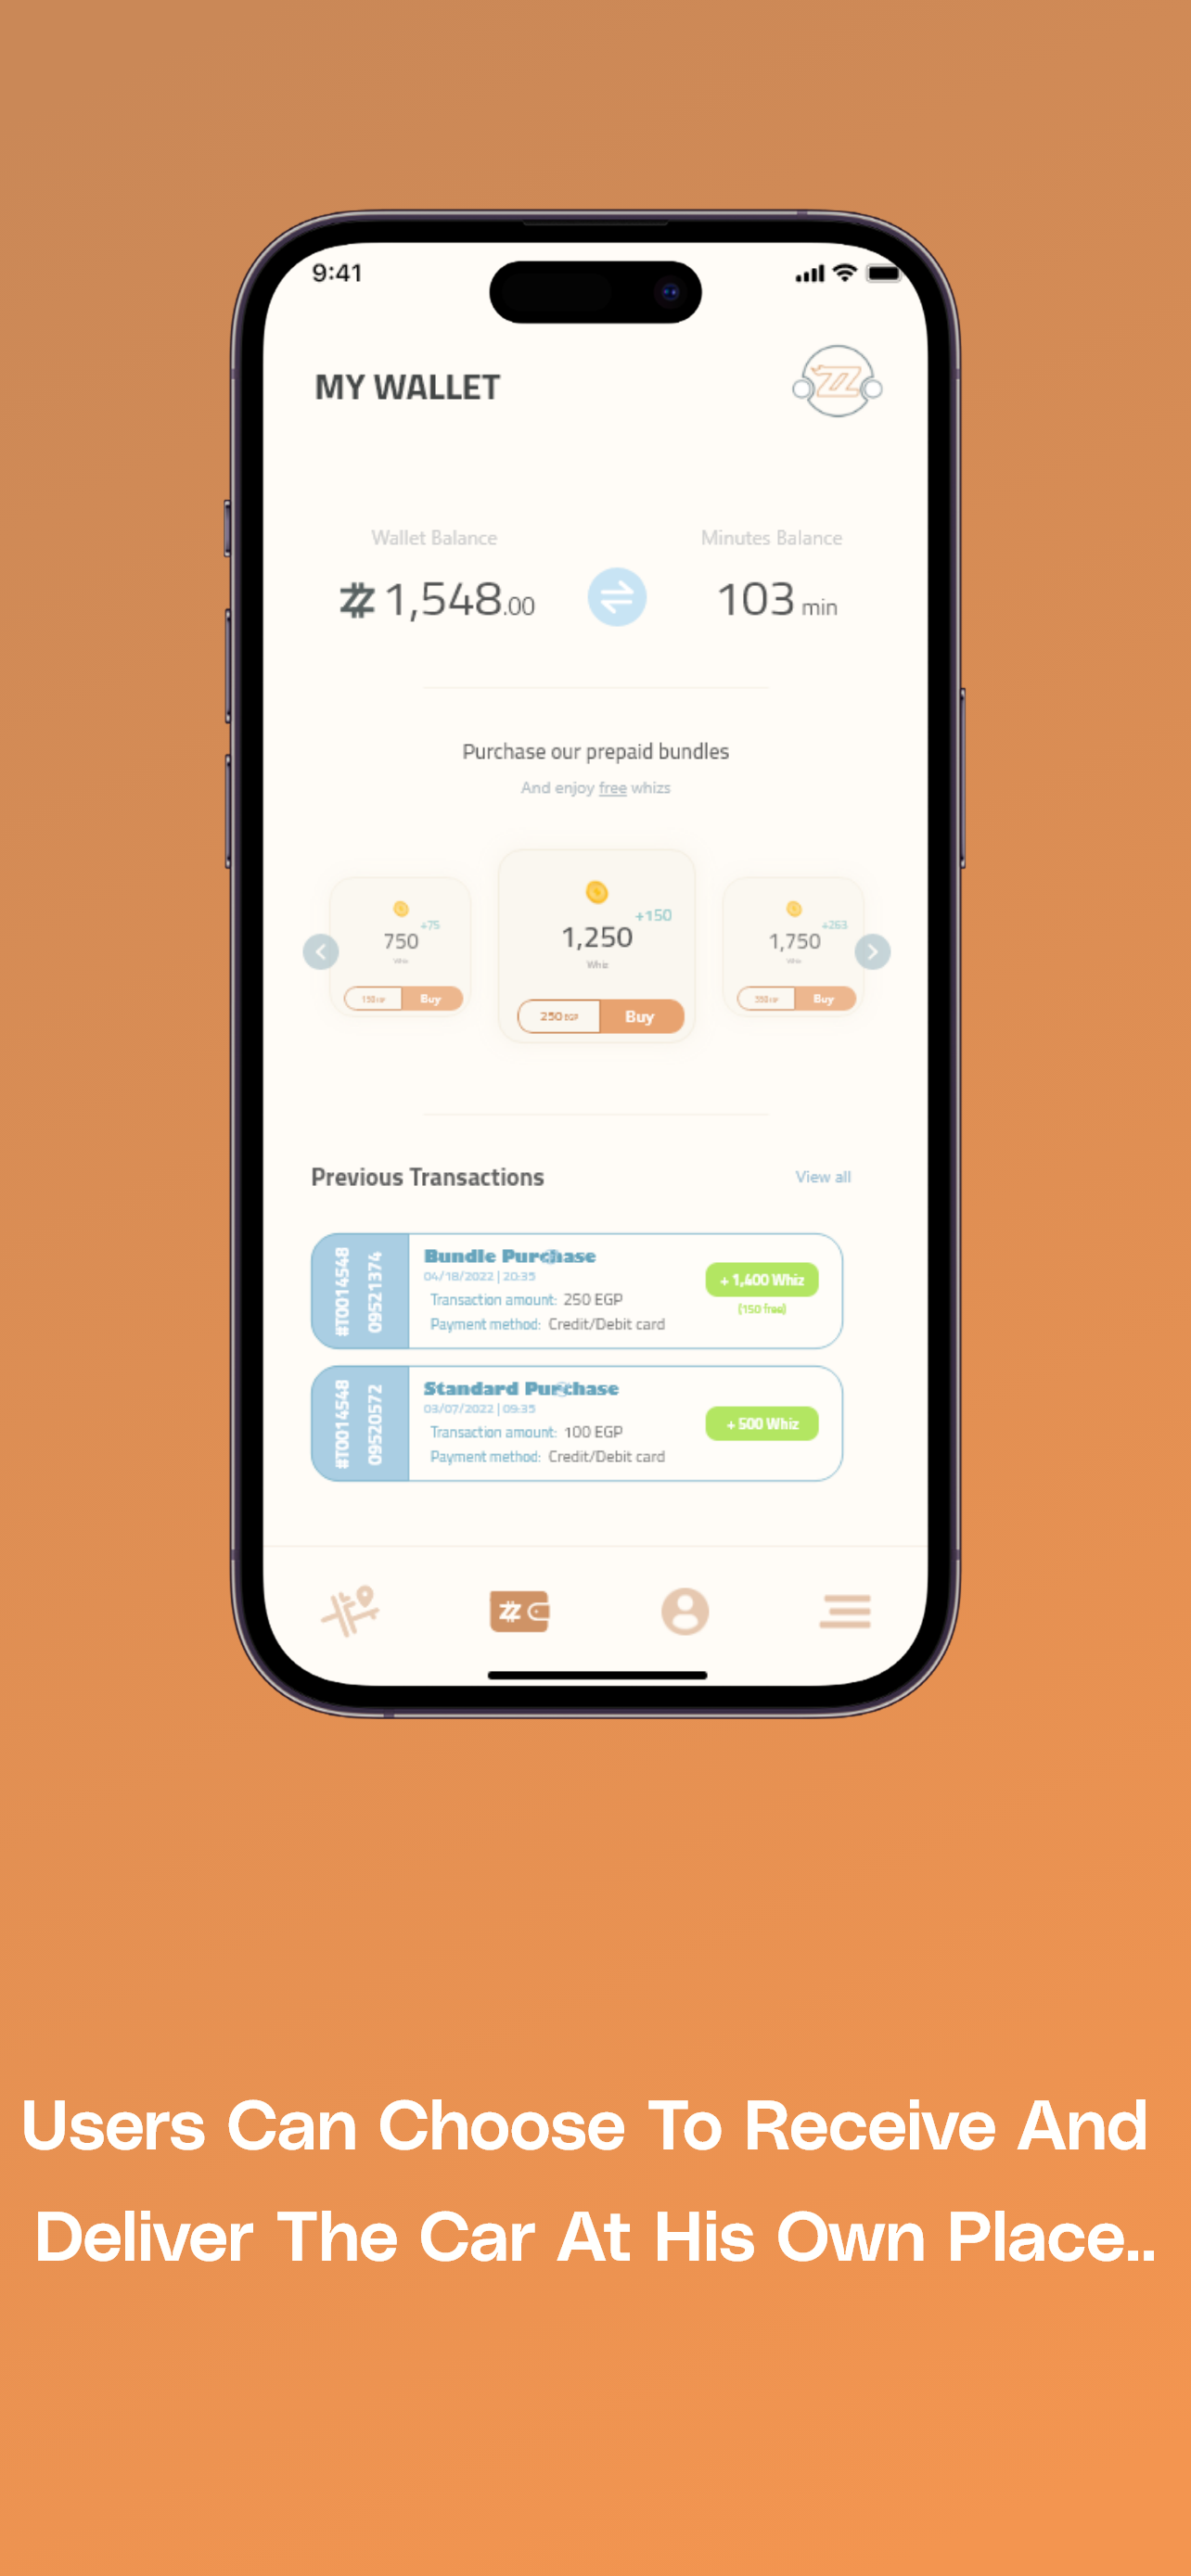 9:41
MY WALLET
Wallet Balance
Minutes Balance
1,548.00
103 min
Purchase our prepaid bundles
And enjoy free whizs
+75
750
Whiz
150 EGP
Buy
+150
1,250
Whiz
250 EGP
Buy
+263
1,750
Whiz
Buy
Previous Transactions
View all
#T0014548
09521374
Bundle Purchase
04/18/2022 | 20:35
Transaction amount: 250 EGP
Payment method: Credit/Debit card
+ 1,400 Whiz
(150 free)
#T0014548
09520572
Standard Purchase
03/07/2022 | 09:35
Transaction amount: 100 EGP
Payment method: Credit/Debit card
+ 500 Whiz
Users Can Choose To Receive And
Deliver The Car At His Own Place..